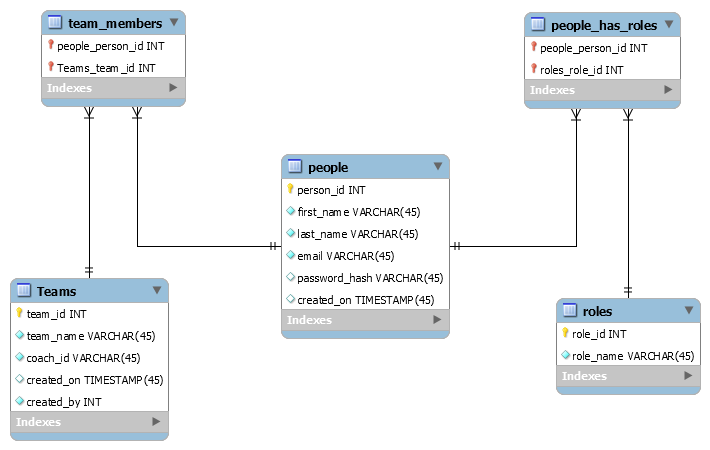 team_members
people_person_id INT
Teams_team_id INT
Indexes
people_has_roles
people_person_id INT
roles_role_id INT
Indexes
people
person_id INT
first_name VARCHAR(45)
last_name VARCHAR(45)
email VARCHAR(45)
password_hash VARCHAR(45)
created_on TIMESTAMP(45)
Indexes
Teams
team_id INT
team_name VARCHAR(45)
coach_id VARCHAR(45)
created_on TIMESTAMP(45)
created_by INT
Indexes
roles
role_id INT
role_name VARCHAR(45)
Indexes